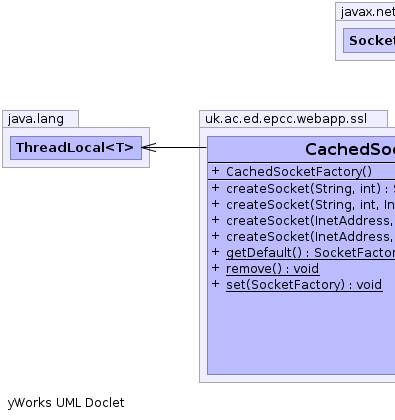 javax.net
Socket
java.lang
ThreadLocal<T>
uk.ac.ed.epcc.webapp.ssl
CachedSoc
+ CachedSocketFactory()
+ createSocket(String, int) : S
+ createSocket(String, int, In
+ createSocket(InetAddress,
+ createSocket(InetAddress,
+ getDefault() : SocketFactor
+ remove() : void
+ set(SocketFactory) : void
yWorks UML Doclet